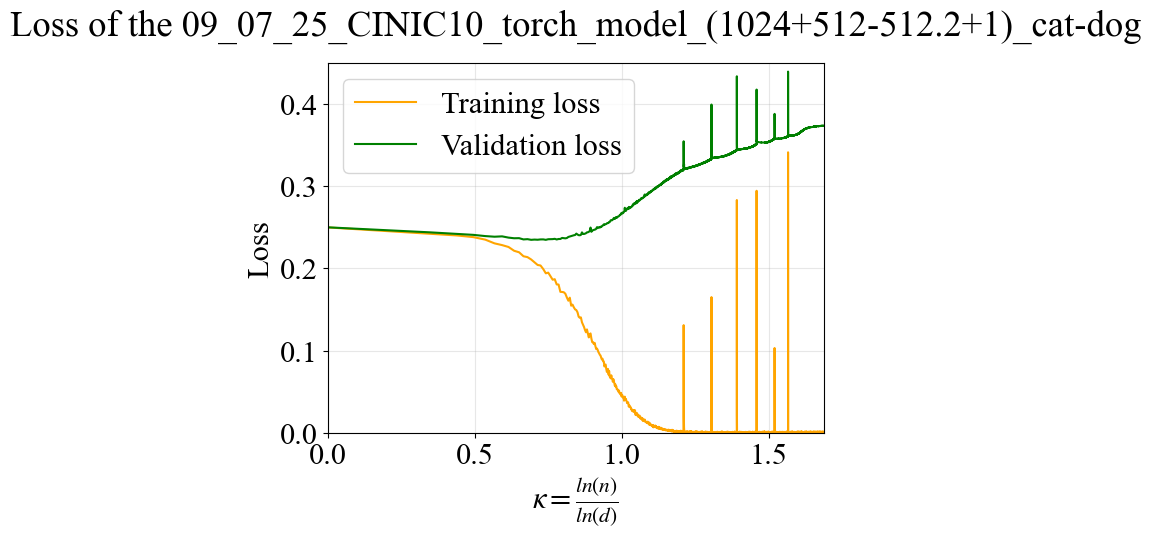 Loss of the 09_07_25_CINIC10_torch_model_(1024+512-512.2+1)_cat-dog
Training loss
Validation loss
Loss
0.4
0.3
0.2
0.1
0.0
0.0 0.5 1.0 1.5
κ = ln(n)/ln(d)